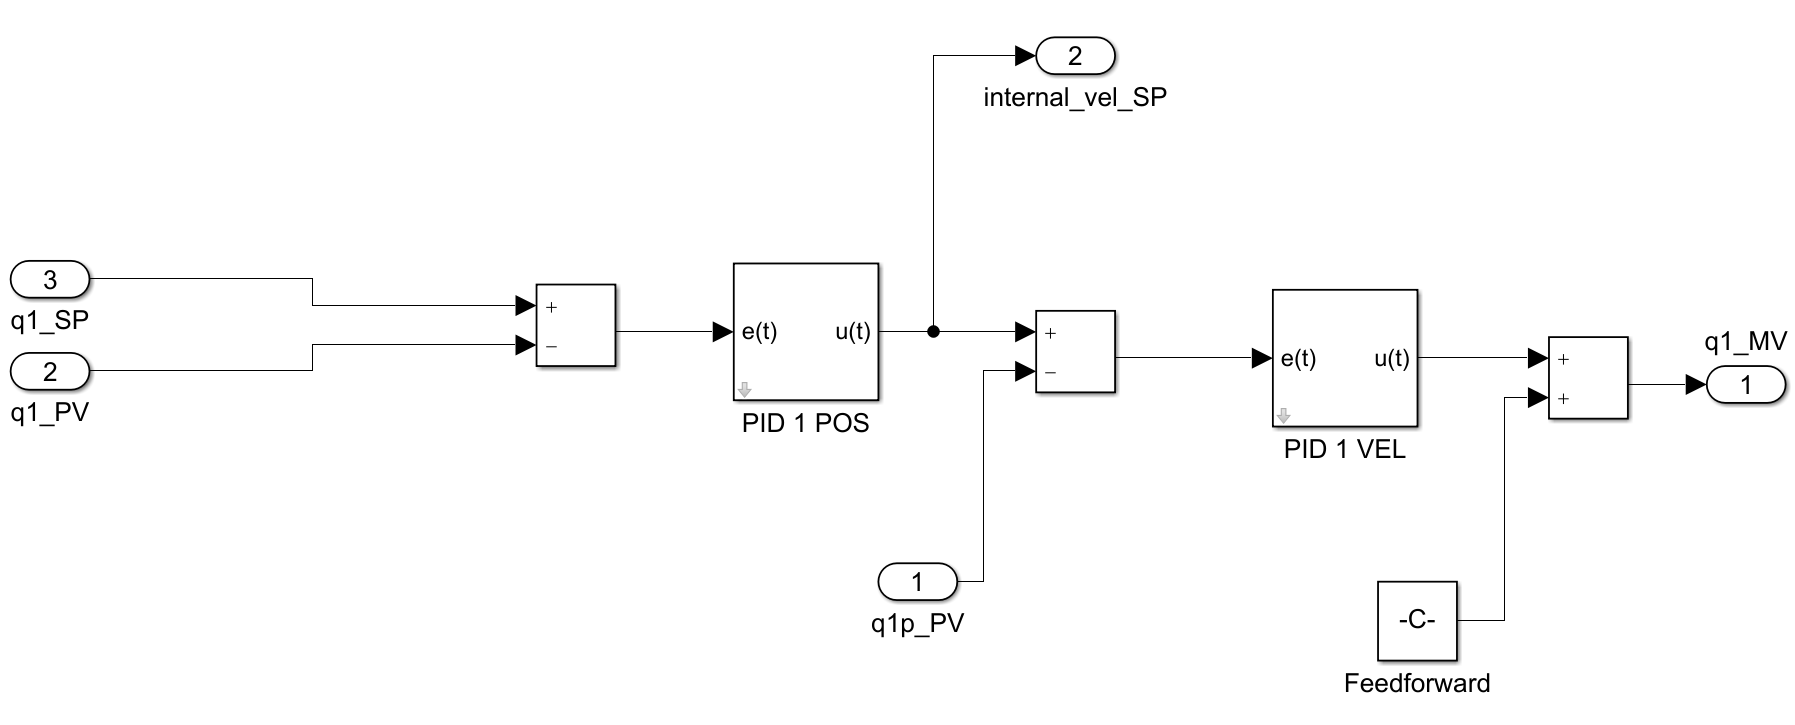 2
internal_vel_SP
3
q1_SP
+
−
2
q1_PV
e(t) u(t)
PID 1 POS
+
−
e(t) u(t)
PID 1 VEL
+
+
q1_MV
1
1
q1p_PV
-C-
Feedforward